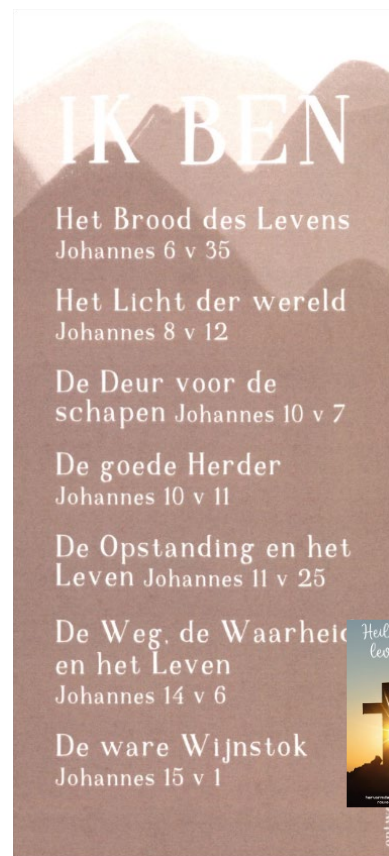 IK BEN
Het Brood des Levens
Johannes 6 v 35
Het Licht der wereld
Johannes 8 v 12
De Deur voor de
schapen Johannes 10 v 7
De goede Herder
Johannes 10 v 11
De Opstanding en het
Leven Johannes 11 v 25
De Weg, de Waarheid
en het Leven
Johannes 14 v 6
De ware Wijnstok
Johannes 15 v 1